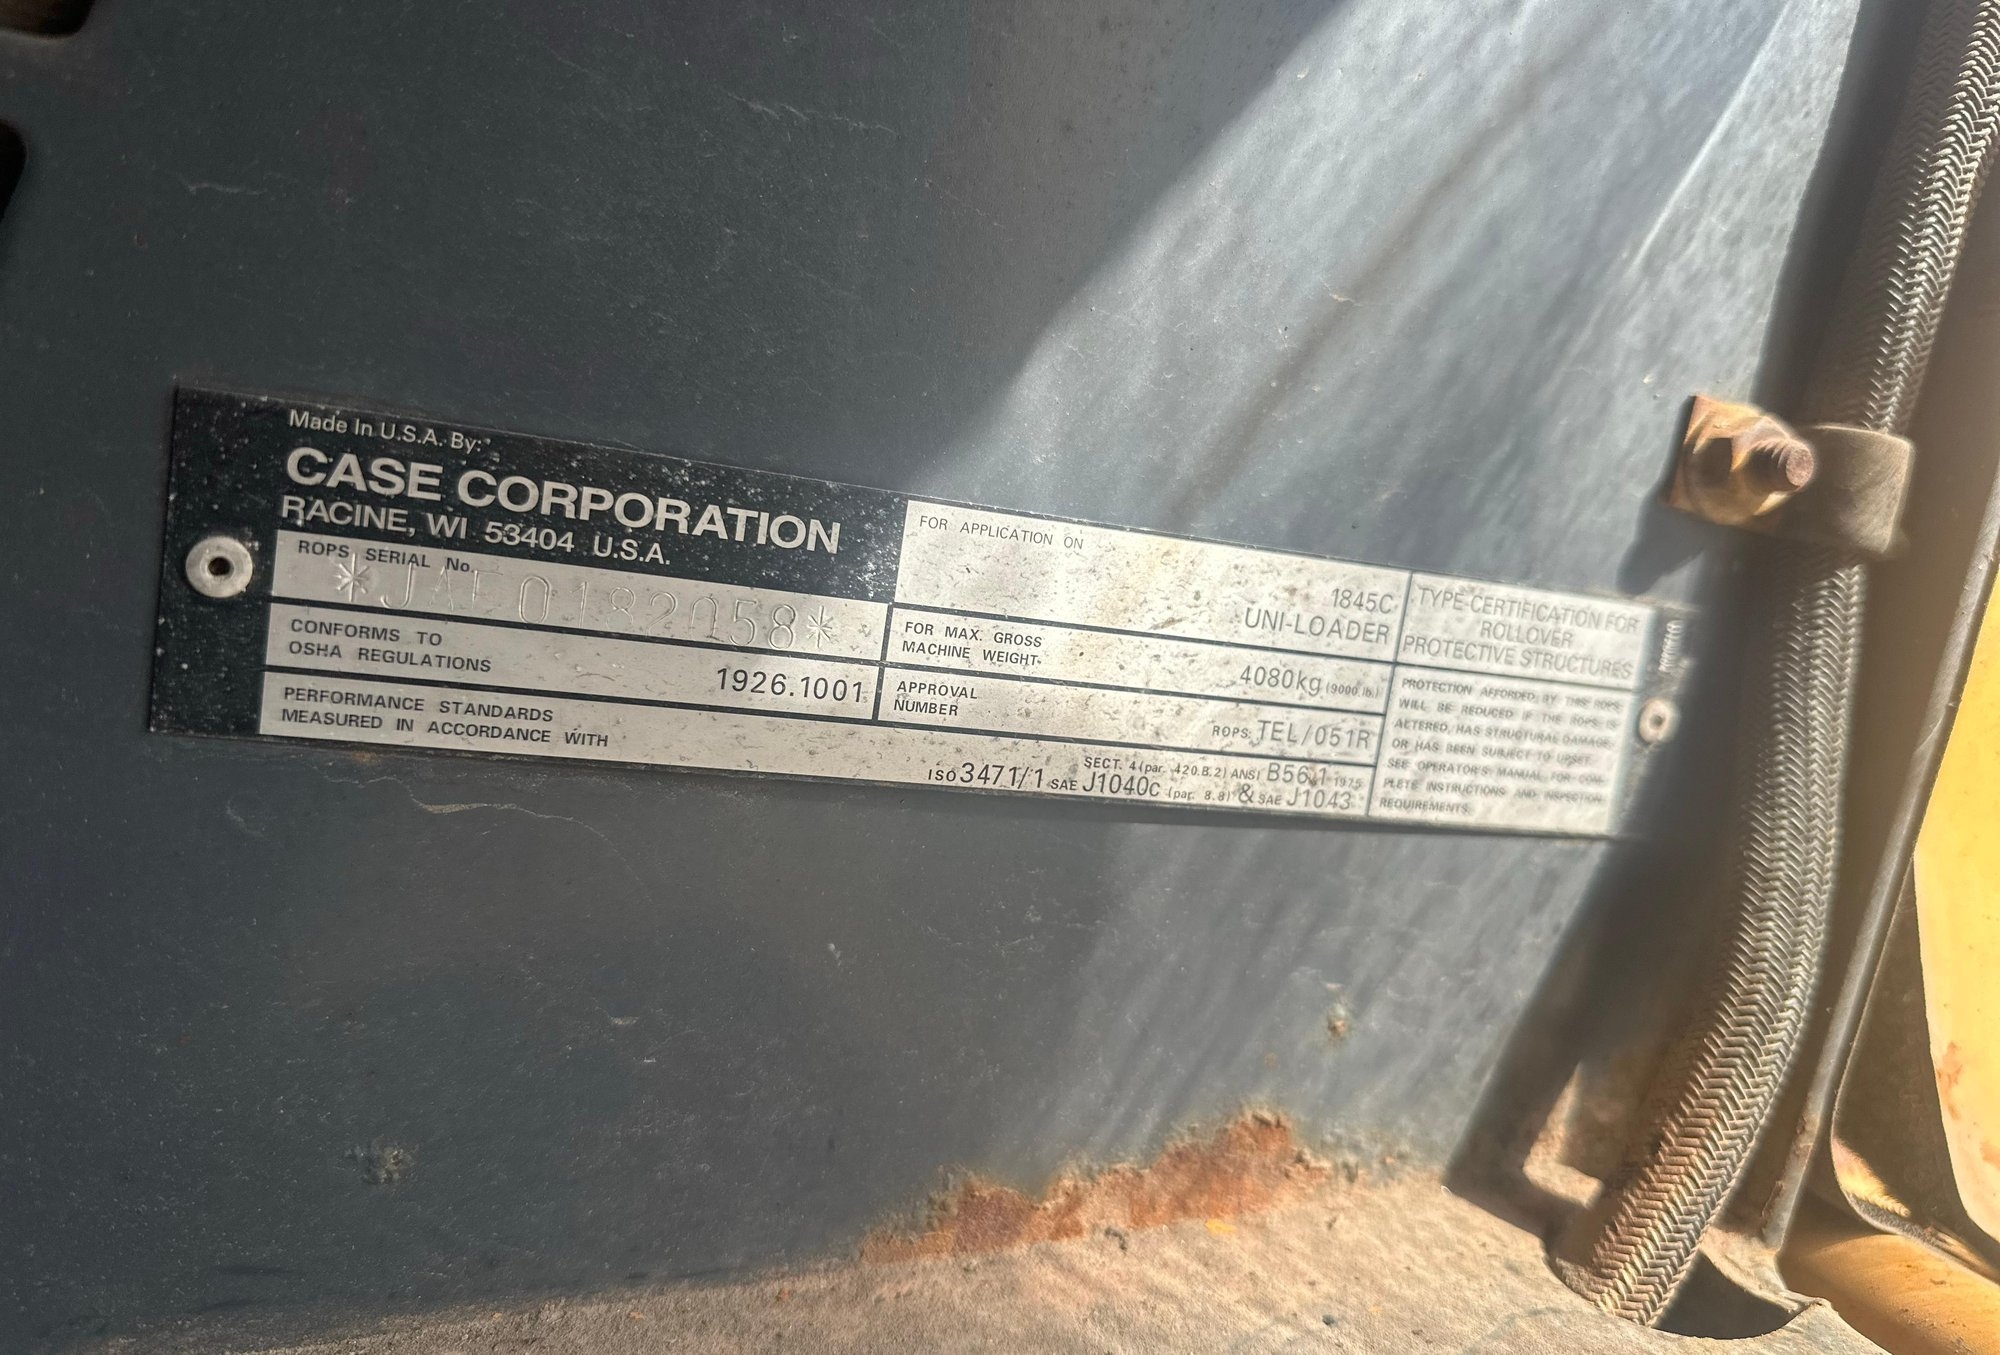 Made In U.S.A. By:
CASE CORPORATION
RACINE, WI 53404 U.S.A.
ROPS SERIAL No.
*JAF0182058*
CONFORMS TO
OSHA REGULATIONS
1926.1001
PERFORMANCE STANDARDS
MEASURED IN ACCORDANCE WITH
SECT. 4(par. 420.8.2) ANSI B56.1-1975
ISO 3471/1 SAE J1040c (par. 8.8) & SAE J1043
FOR APPLICATION ON
1845C
UNI-LOADER
FOR MAX. GROSS
MACHINE WEIGHT
4080kg (9000 lb.)
APPROVAL
NUMBER
ROPS TEL/051R
TYPE CERTIFICATION FOR
ROLLOVER
PROTECTIVE STRUCTURES
PROTECTION AFFORDED BY THIS ROPS
WILL BE REDUCED IF THE ROPS IS
ALTERED, HAS STRUCTURAL DAMAGE,
OR HAS BEEN SUBJECT TO UPSET.
SEE OPERATOR'S MANUAL FOR COM-
PLETE INSTRUCTIONS AND INSPECTION
REQUIREMENTS.